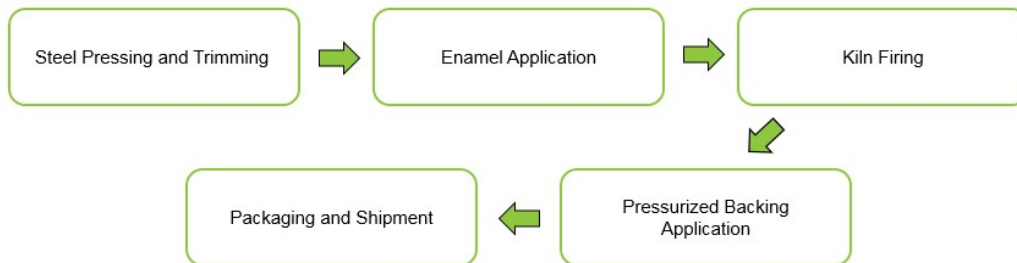 Steel Pressing and Trimming
Enamel Application
Kiln Firing
Packaging and Shipment
Pressurized Backing
Application